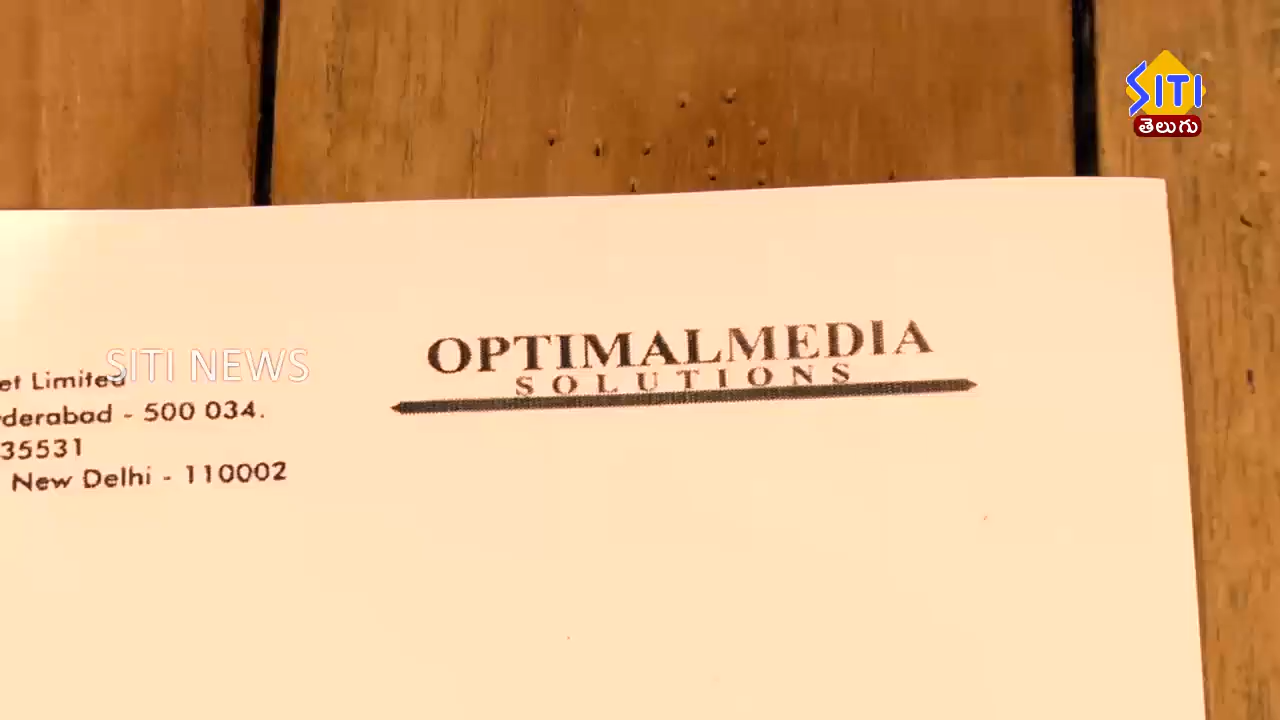 SITI
తెలుగు
OPTIMALMEDIA
SOLUTIONS
SITI NEWS
et Limited
derabad - 500 034.
35531
New Delhi - 110002